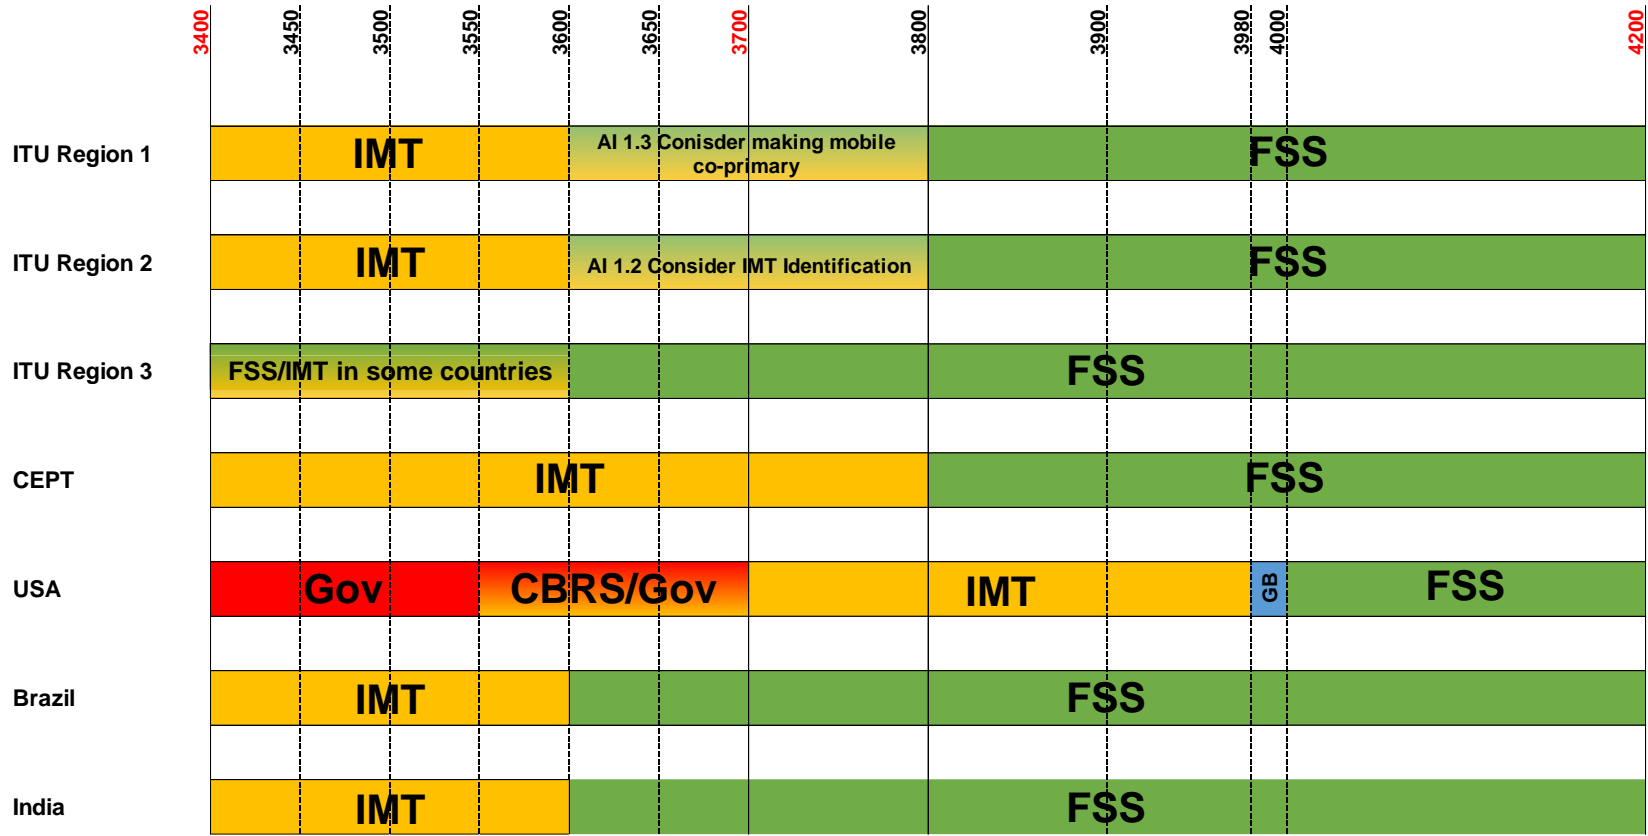 3400
3450
3500
3550
3600
3650
3700
3800
3900
3980
4000
4200
ITU Region 1
IMT
AI 1.3 Conisder making mobile
co-primary
FSS
ITU Region 2
IMT
AI 1.2 Consider IMT Identification
FSS
ITU Region 3
FSS/IMT in some countries
FSS
CEPT
IMT
FSS
USA
Gov
CBRS/Gov
IMT
GB
FSS
Brazil
IMT
FSS
India
IMT
FSS